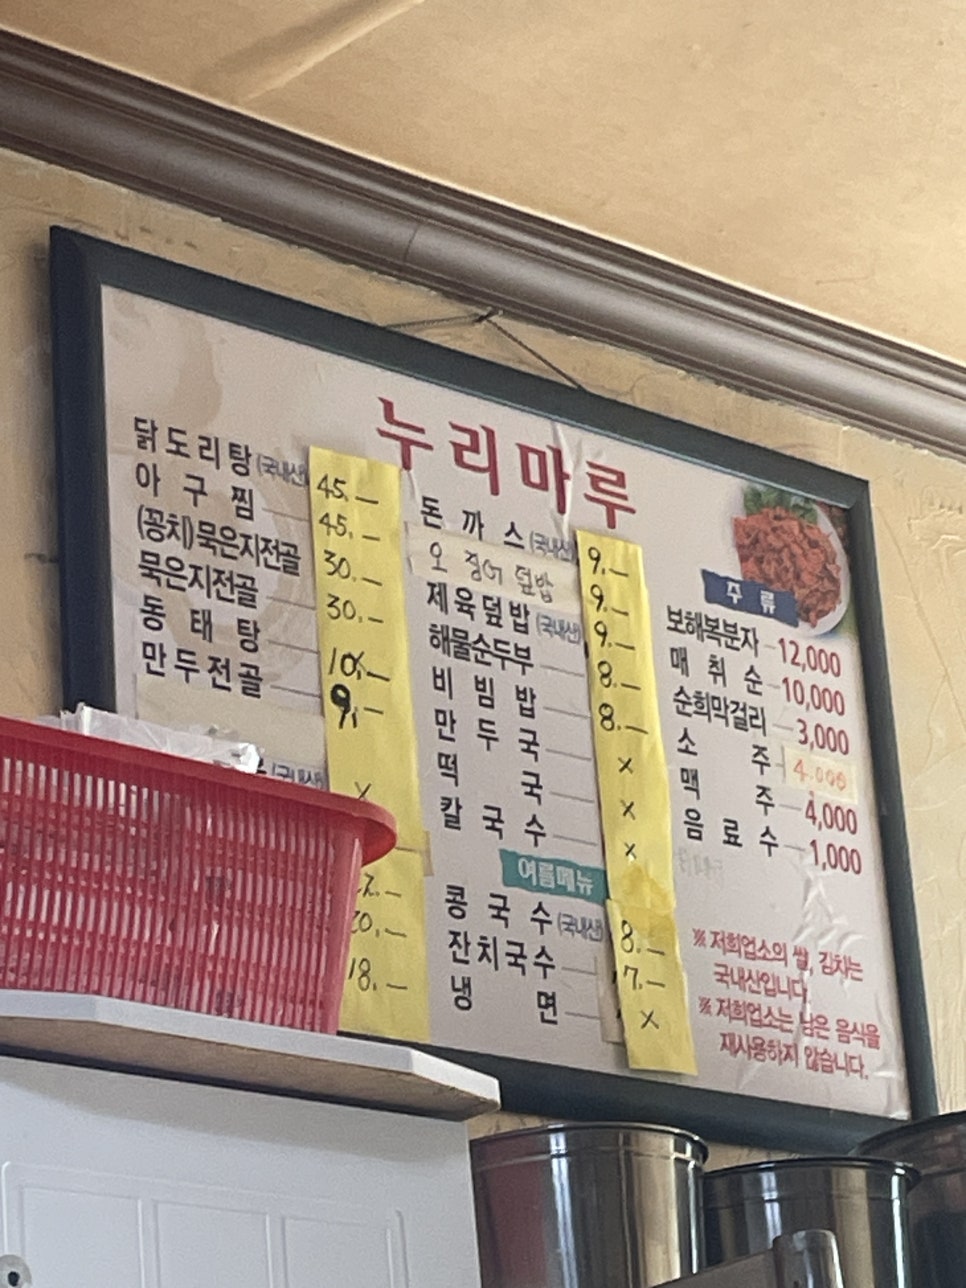 누리마루
닭도리탕(국내산) 45.—
아구찜 45.—
(꽁치)묵은지전골 30.—
묵은지전골 30.—
동태탕 10.—
만두전골 9.—
(국내산) x
20.—
18.—
돈까스(국내산) 9.—
오징어덮밥 9.—
제육덮밥(국내산) 9.—
해물순두부 8.—
비빔밥 8.—
만두국 x
떡국 x
칼국수 x
여름메뉴
콩국수(국내산) 8.—
잔치국수 7.—
냉면 x
주류
보해복분자 12,000
매취순 10,000
순희막걸리 3,000
소주 4,000
맥주 4,000
음료수 1,000
※ 저희업소의 쌀, 김치는
국내산입니다.
※ 저희업소는 남은 음식을
재사용하지 않습니다.